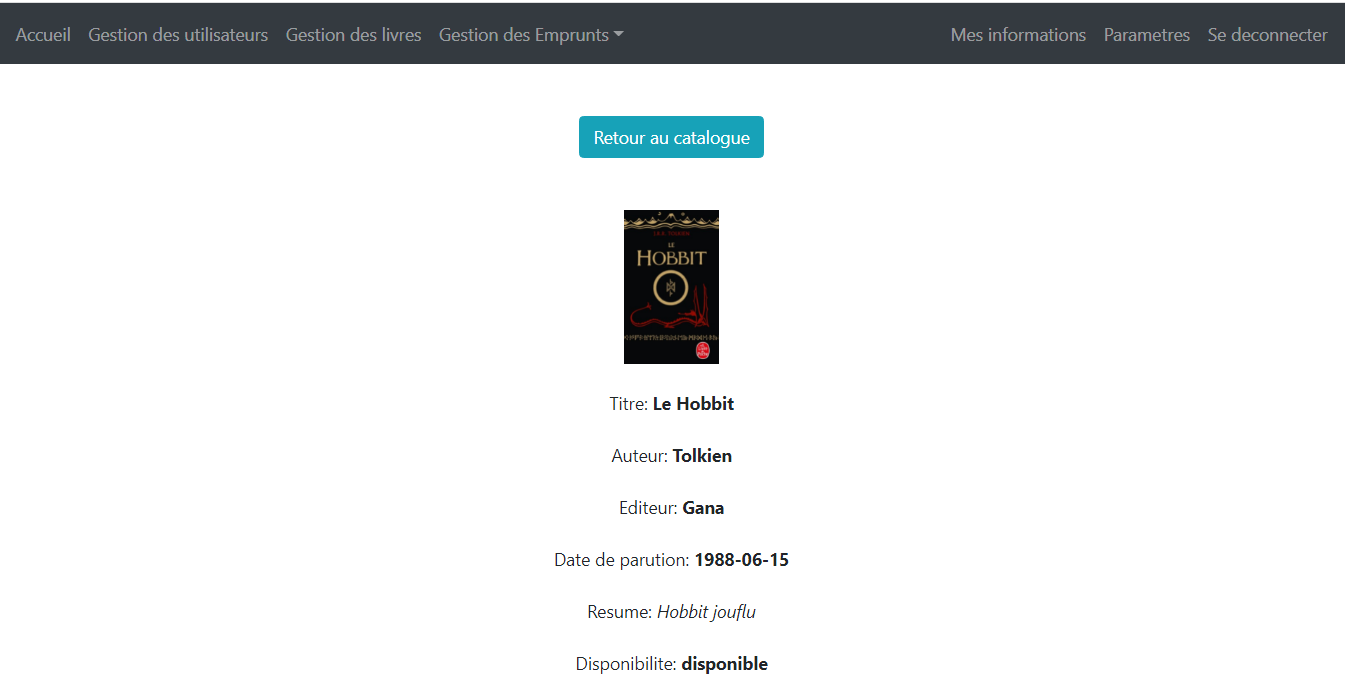 Accueil Gestion des utilisateurs Gestion des livres Gestion des Emprunts Mes informations Parametres Se deconnecter
Retour au catalogue
J.R.R. TOLKIEN
LE
HOBBIT
Titre: Le Hobbit
Auteur: Tolkien
Editeur: Gana
Date de parution: 1988-06-15
Resume: Hobbit jouflu
Disponibilite: disponible